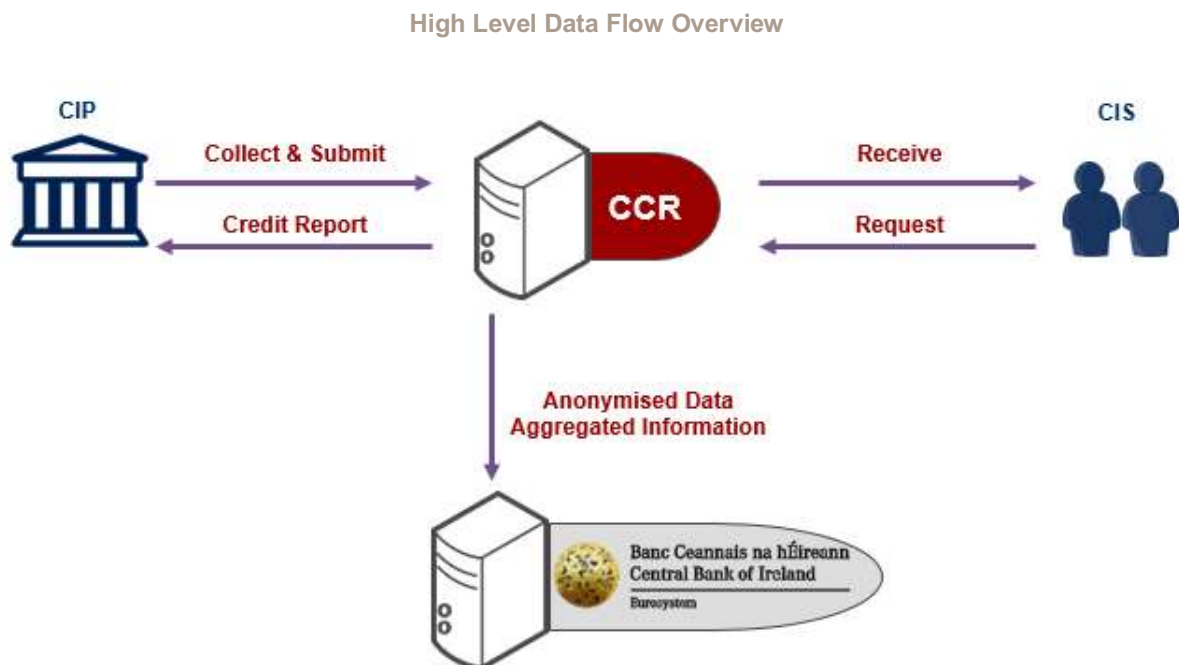 High Level Data Flow Overview
CIP
CIS
Collect & Submit
Receive
CCR
Credit Report
Request
Anonymised Data
Aggregated Information
Banc Ceannais na hÉireann
Central Bank of Ireland
Eurosystem